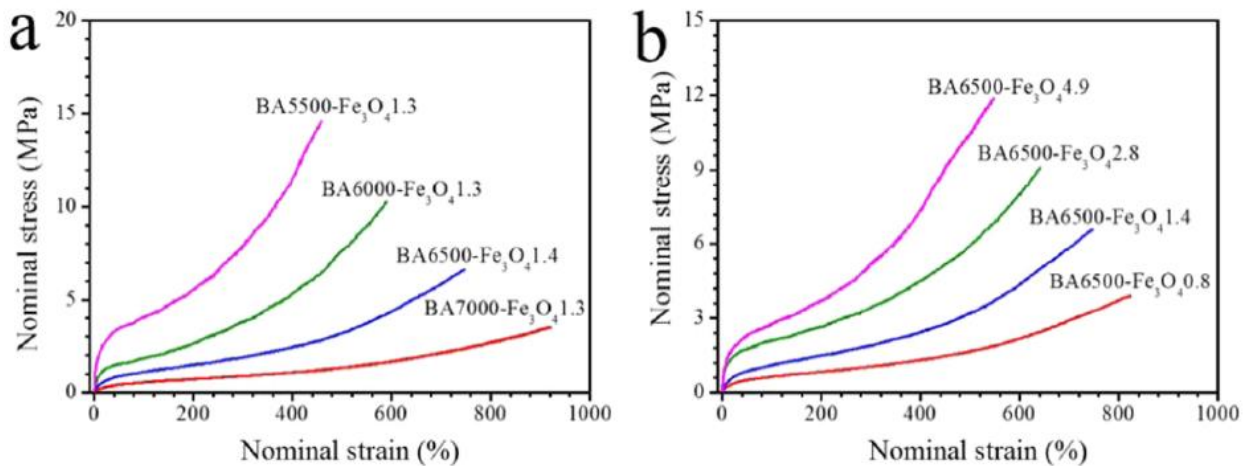 a
20
15
10
5
0
Nominal stress (MPa)
BA5500-Fe₃O₄1.3
BA6000-Fe₃O₄1.3
BA6500-Fe₃O₄1.4
BA7000-Fe₃O₄1.3
0 200 400 600 800 1000
Nominal strain (%)
b
15
12
9
6
3
0
Nominal stress (MPa)
BA6500-Fe₃O₄4.9
BA6500-Fe₃O₄2.8
BA6500-Fe₃O₄1.4
BA6500-Fe₃O₄0.8
0 200 400 600 800 1000
Nominal strain (%)